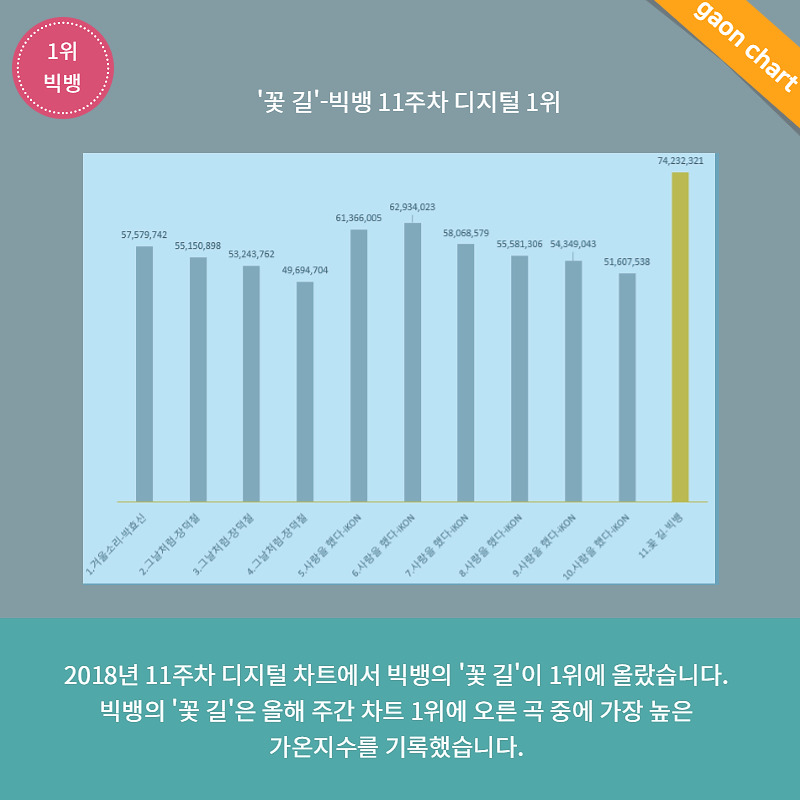 1위
빅뱅
gaon chart
'꽃 길'-빅뱅 11주차 디지털 1위
57,579,742
55,150,898
53,243,762
49,694,704
61,366,005
62,934,023
58,068,579
55,581,306
54,349,043
51,607,538
74,232,321
1.겨울소리-박효신
2.그날처럼-장덕철
3.그날처럼-장덕철
4.그날처럼-장덕철
5.사랑을 했다-iKON
6.사랑을 했다-iKON
7.사랑을 했다-iKON
8.사랑을 했다-iKON
9.사랑을 했다-iKON
10.사랑을 했다-iKON
11.꽃 길-빅뱅
2018년 11주차 디지털 차트에서 빅뱅의 '꽃 길'이 1위에 올랐습니다.
빅뱅의 '꽃 길'은 올해 주간 차트 1위에 오른 곡 중에 가장 높은
가온지수를 기록했습니다.